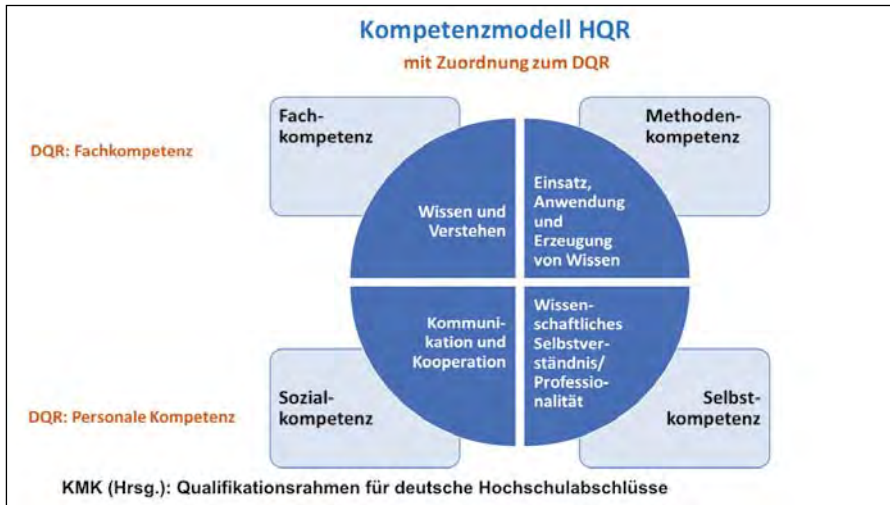 Kompetenzmodell HQR
mit Zuordnung zum DQR
Fach-
kompetenz
Methoden-
kompetenz
DQR: Fachkompetenz
Wissen und
Verstehen
Einsatz,
Anwendung
und
Erzeugung
von Wissen
Kommuni-
kation und
Kooperation
Wissen-
schaftliches
Selbstver-
ständnis/
Professio-
nalität
Sozial-
kompetenz
Selbst-
kompetenz
DQR: Personale Kompetenz
KMK (Hrsg.): Qualifikationsrahmen für deutsche Hochschulabschlüsse